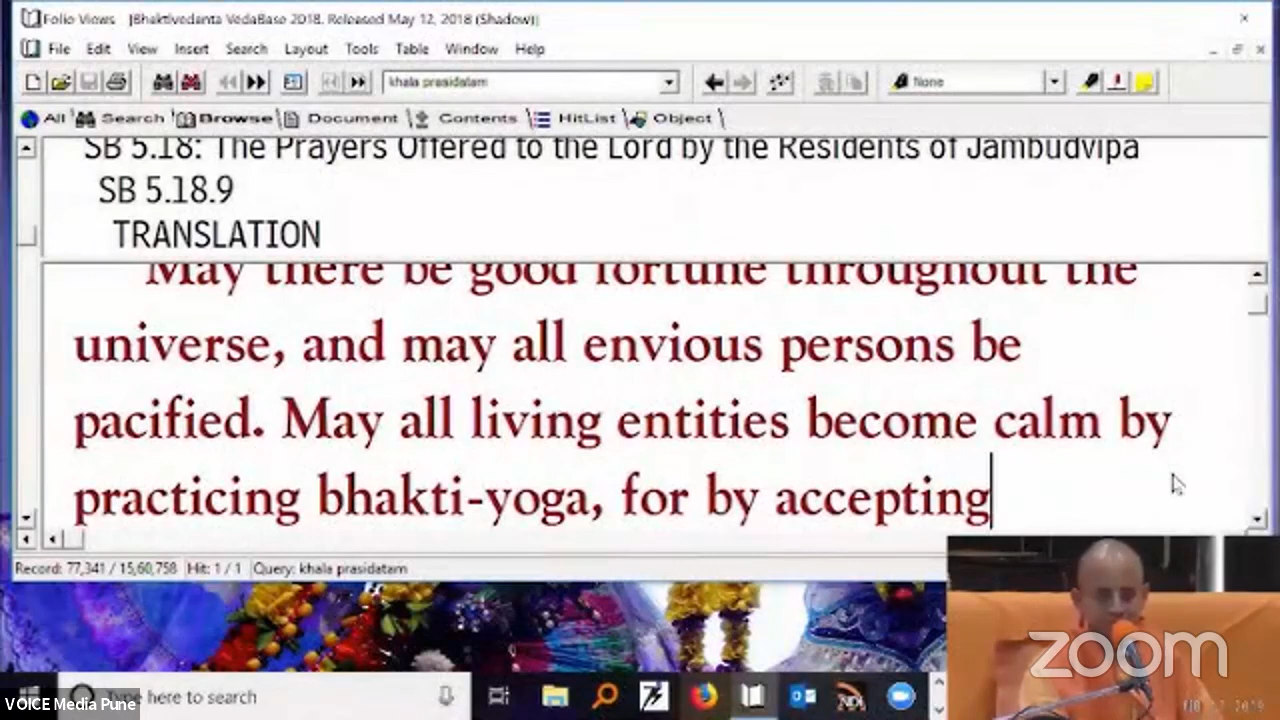 Folio Views - [Bhaktivedanta VedaBase 2018. Released May 12, 2018 (Shadow)]
File Edit View Insert Search Layout Tools Table Window Help
khala prasidatam
None
All Search Browse Document Contents HitList Object
SB 5.18: The Prayers Offered to the Lord by the Residents of Jambudvipa
SB 5.18.9
TRANSLATION
May there be good fortune throughout the
universe, and may all envious persons be
pacified. May all living entities become calm by
practicing bhakti-yoga, for by accepting
Record: 77,341 / 15,60,758 Hit: 1 / 1 Query: khala prasidatam
zoom
Type here to search
VOICE Media Pune